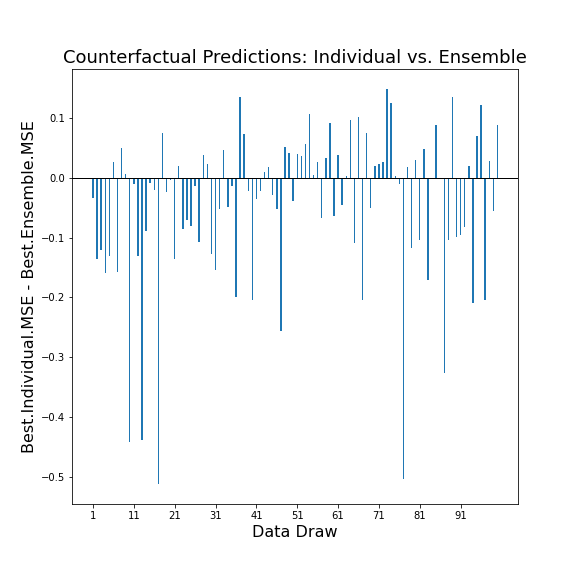 Counterfactual Predictions: Individual vs. Ensemble
Best.Individual.MSE - Best.Ensemble.MSE
0.1
0.0
−0.1
−0.2
−0.3
−0.4
−0.5
1 11 21 31 41 51 61 71 81 91
Data Draw